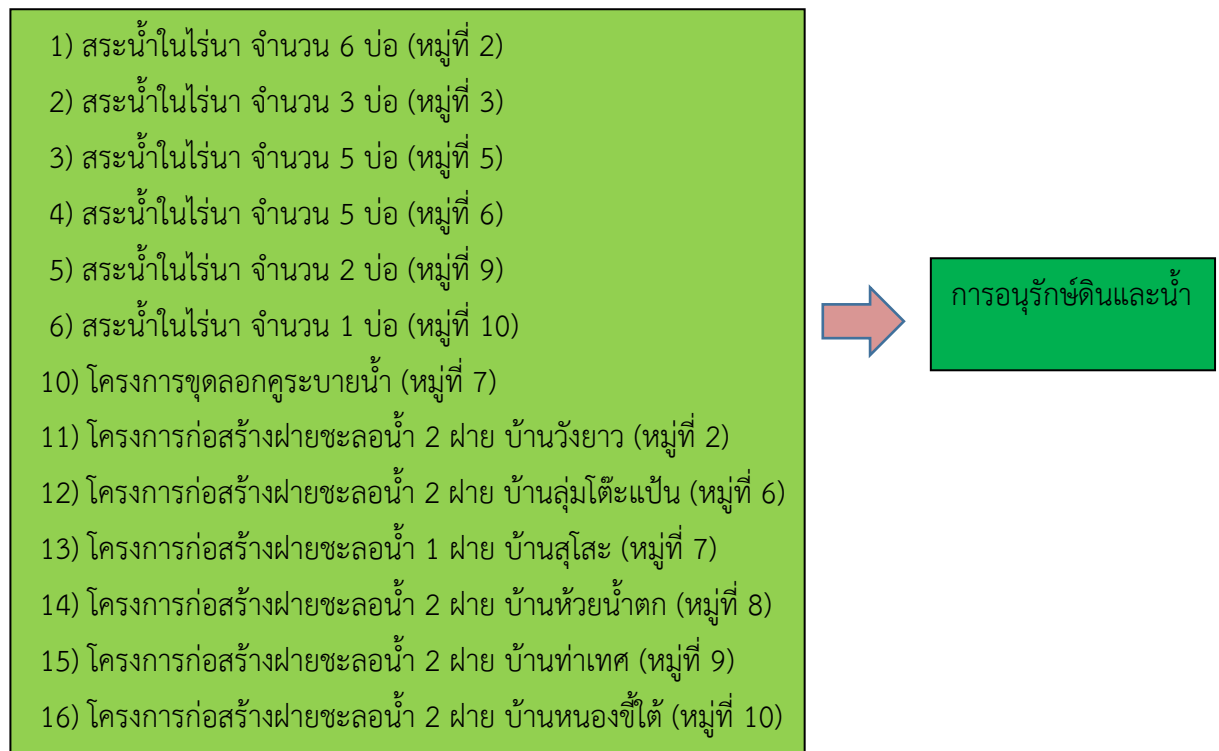 1) สระน้ำในไร่นา จำนวน 6 บ่อ (หมู่ที่ 2)
2) สระน้ำในไร่นา จำนวน 3 บ่อ (หมู่ที่ 3)
3) สระน้ำในไร่นา จำนวน 5 บ่อ (หมู่ที่ 5)
4) สระน้ำในไร่นา จำนวน 5 บ่อ (หมู่ที่ 6)
5) สระน้ำในไร่นา จำนวน 2 บ่อ (หมู่ที่ 9)
6) สระน้ำในไร่นา จำนวน 1 บ่อ (หมู่ที่ 10)
10) โครงการขุดลอกคูระบายน้ำ (หมู่ที่ 7)
11) โครงการก่อสร้างฝายชะลอน้ำ 2 ฝาย บ้านวังยาว (หมู่ที่ 2)
12) โครงการก่อสร้างฝายชะลอน้ำ 2 ฝาย บ้านลุ่มโต๊ะแป้น (หมู่ที่ 6)
13) โครงการก่อสร้างฝายชะลอน้ำ 1 ฝาย บ้านสุโสะ (หมู่ที่ 7)
14) โครงการก่อสร้างฝายชะลอน้ำ 2 ฝาย บ้านห้วยน้ำตก (หมู่ที่ 8)
15) โครงการก่อสร้างฝายชะลอน้ำ 2 ฝาย บ้านท่าเทศ (หมู่ที่ 9)
16) โครงการก่อสร้างฝายชะลอน้ำ 2 ฝาย บ้านหนองขี้ใต้ (หมู่ที่ 10)
การอนุรักษ์ดินและน้ำ